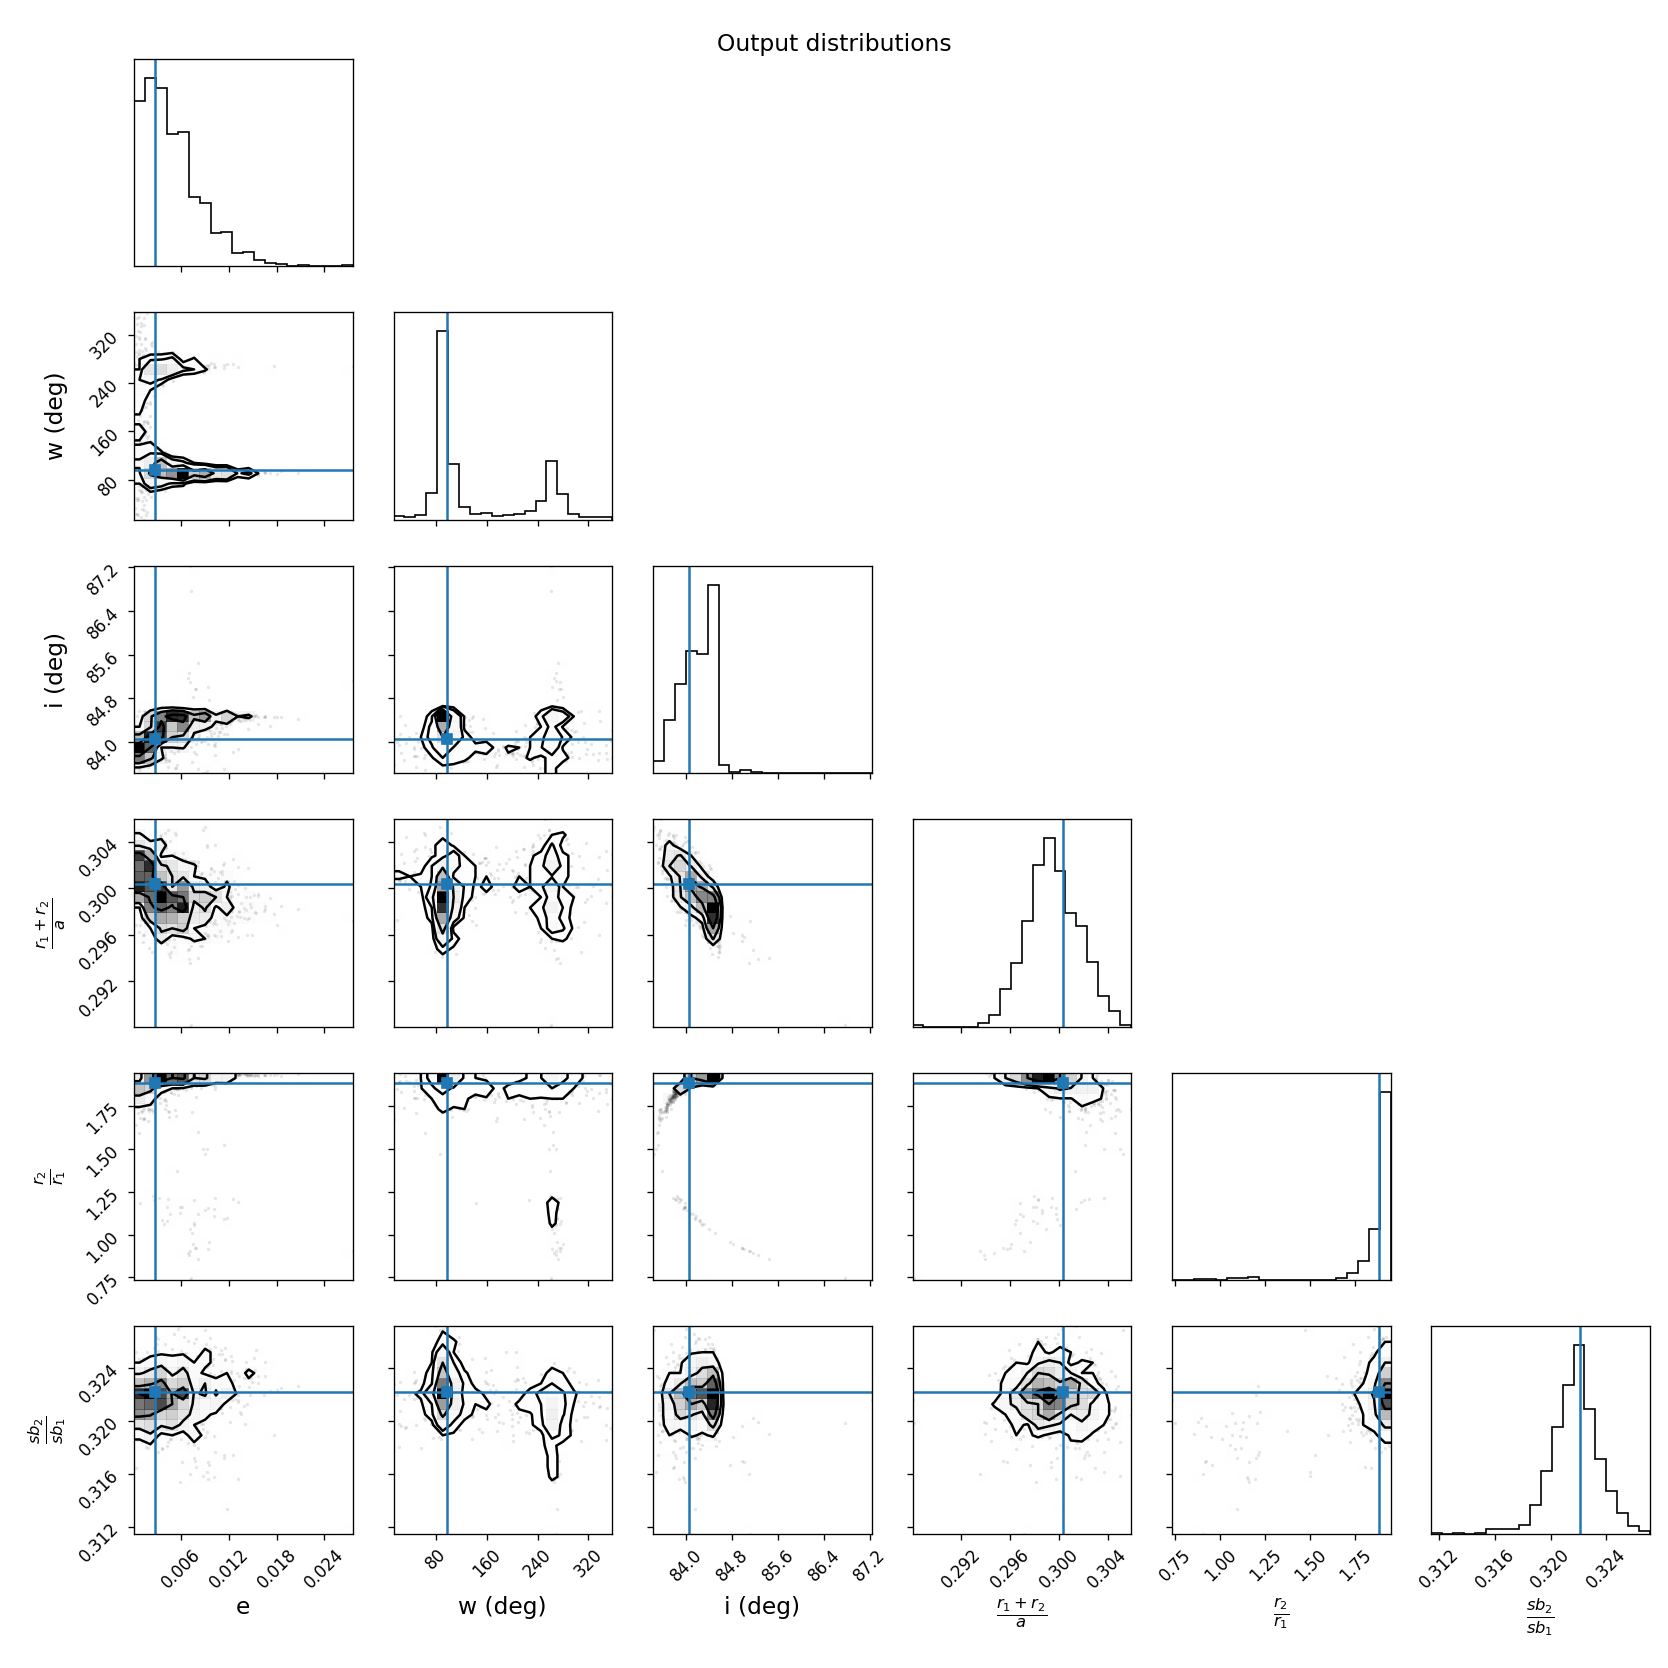 Output distributions
w (deg)
320
240
160
80
i (deg)
87.2
86.4
85.6
84.8
84.0
r₁ + r₂
a
0.304
0.300
0.296
0.292
r₂
r₁
1.75
1.50
1.25
1.00
0.75
sb₂
sb₁
0.324
0.320
0.316
0.312
0.006 0.012 0.018 0.024 80 160 240 320 84.0 84.8 85.6 86.4 87.2 0.292 0.296 0.300 0.304 0.75 1.00 1.25 1.50 1.75 0.312 0.316 0.320 0.324
e w (deg) i (deg) r₁ + r₂ r₂ sb₂
a r₁ sb₁